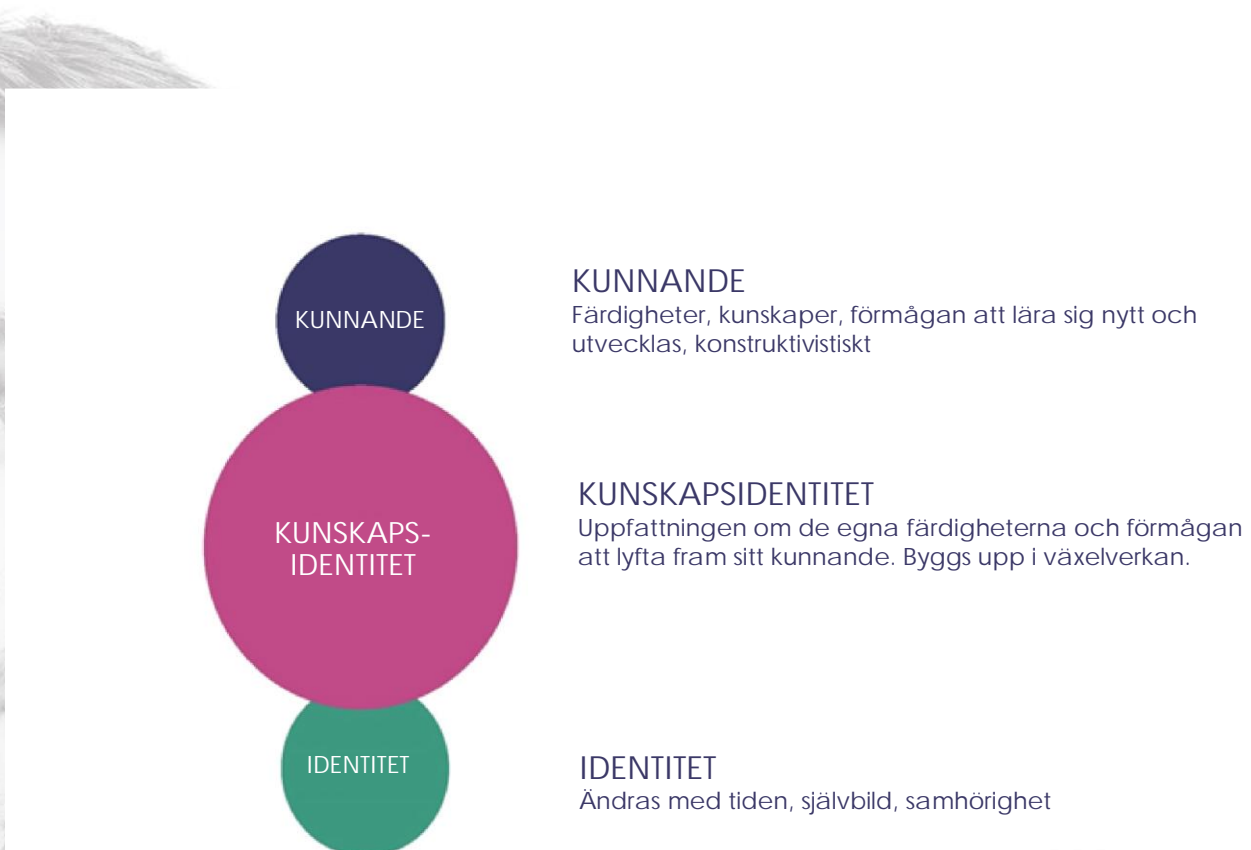 KUNNANDE
KUNNANDE
Färdigheter, kunskaper, förmågan att lära sig nytt och
utvecklas, konstruktivistiskt
KUNSKAPS-
IDENTITET
KUNSKAPSIDENTITET
Uppfattningen om de egna färdigheterna och förmågan
att lyfta fram sitt kunnande. Byggs upp i växelverkan.
IDENTITET
IDENTITET
Ändras med tiden, självbild, samhörighet